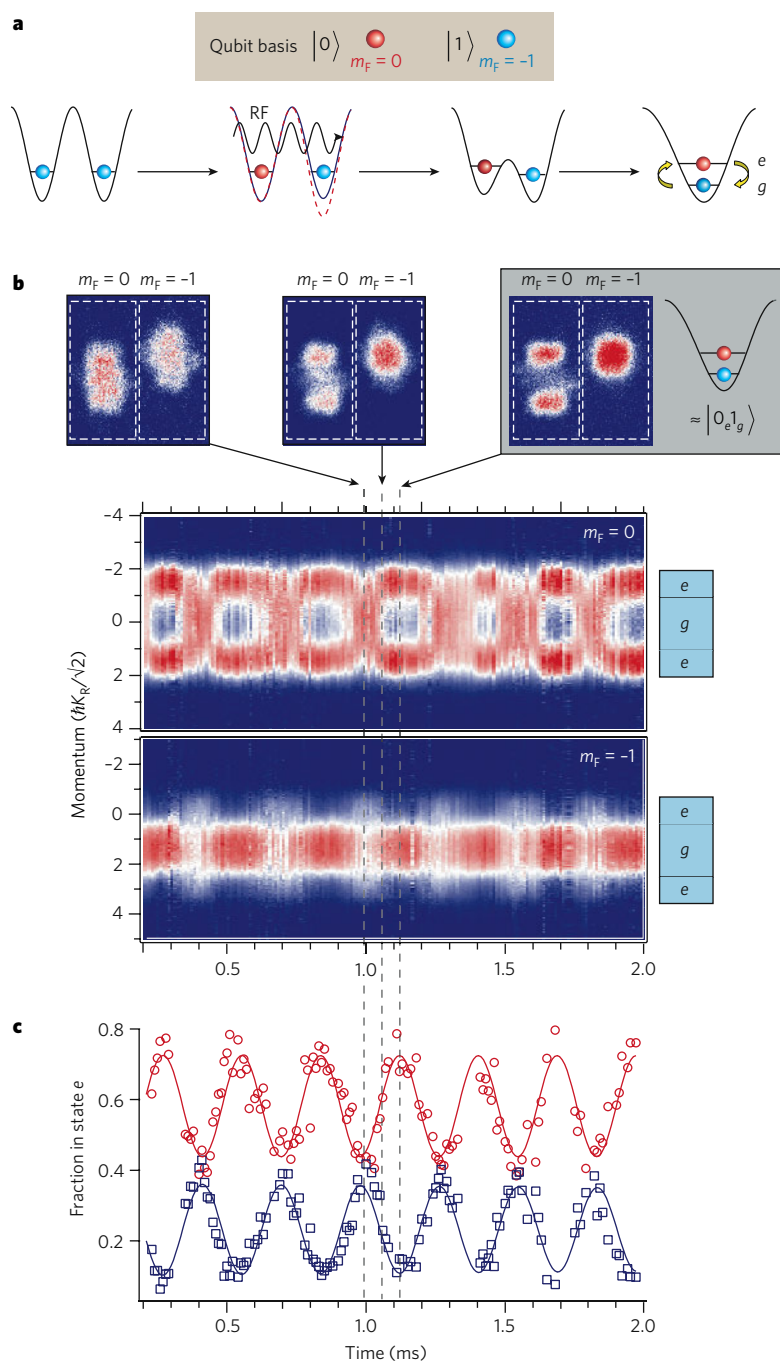 a
Qubit basis |0⟩ |1⟩
m_F = 0 m_F = –1
RF
e
g
b
m_F = 0 m_F = –1
m_F = 0 m_F = –1
m_F = 0 m_F = –1
≈ |0_e1_g⟩
Momentum (ħK_R/√2)
–4
–2
0
2
4
m_F = 0
e
g
e
–2
0
2
4
m_F = –1
e
g
e
0.5 1.0 1.5 2.0
c
Fraction in state e
0.8
0.6
0.4
0.2
0.5 1.0 1.5 2.0
Time (ms)